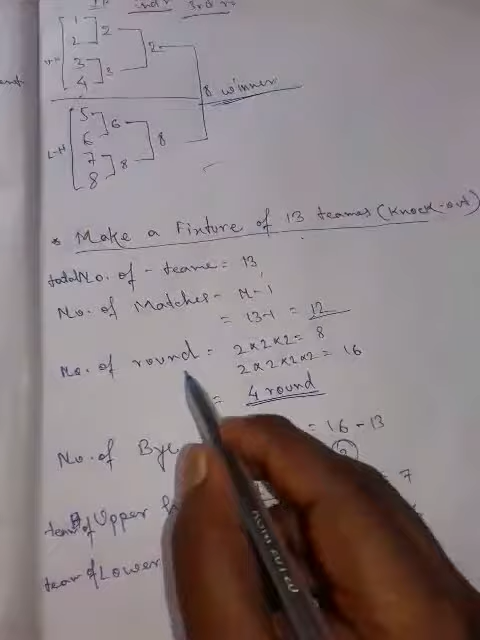 1st 2nd 3rd R
1
2
2
2
3
3
4
8 winner
5
6
6
8
L-H
7
8
8
* Make a Fixture of 13 teames (Knock-out)
total No. of - teame = 13
No. of Matches - N-1
= 13-1 = 12
No. of round = 2x2x2 = 8
2x2x2x2 = 16
= 4 round
No. of Bye = 16-13
3
team of Upper = 7
team of Lower